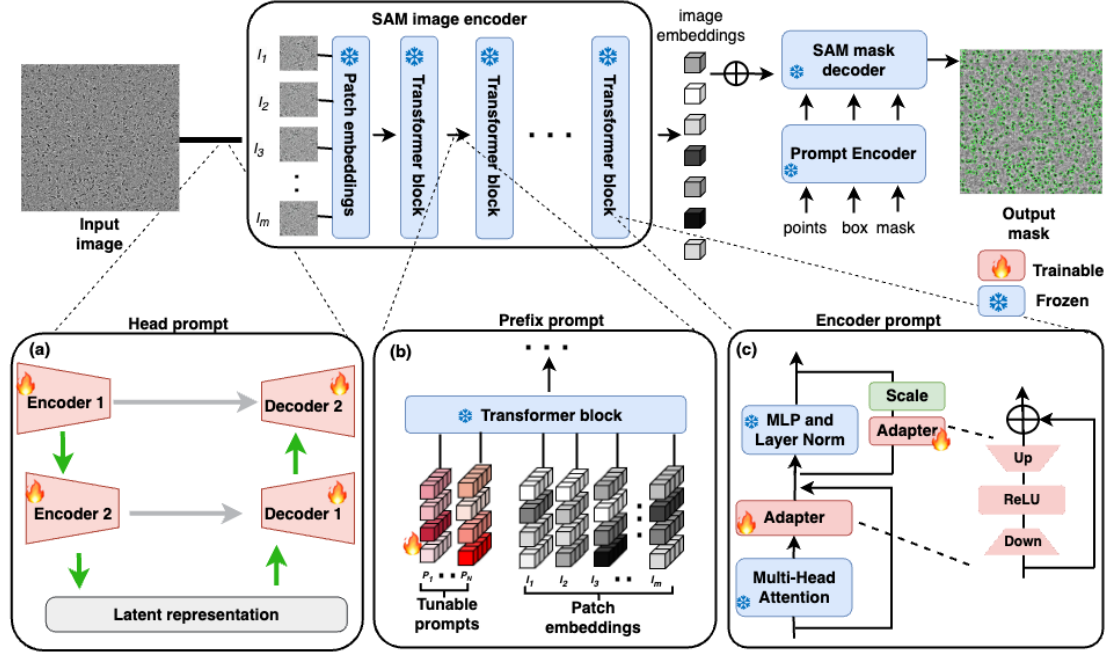 SAM image encoder
image
embeddings
I1
I2
I3
Im
Patch embeddings
Transformer block
Transformer block
Transformer block
SAM mask
decoder
Prompt Encoder
points box mask
Input
image
Output
mask
Trainable
Frozen
Head prompt
(a)
Encoder 1
Decoder 2
Encoder 2
Decoder 1
Latent representation
Prefix prompt
(b)
Transformer block
P1 PN
I1 I2 I3 Im
Tunable
prompts
Patch
embeddings
Encoder prompt
(c)
MLP and
Layer Norm
Scale
Adapter
Adapter
Multi-Head
Attention
Up
ReLU
Down